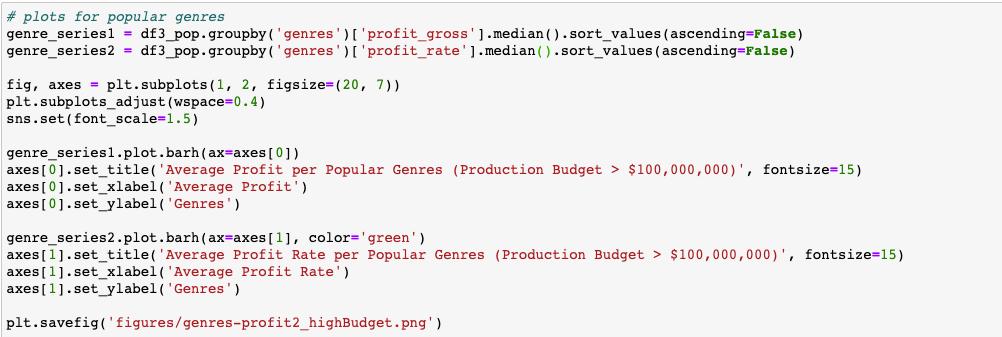 # plots for popular genres
genre_series1 = df3_pop.groupby('genres')['profit_gross'].median().sort_values(ascending=False)
genre_series2 = df3_pop.groupby('genres')['profit_rate'].median().sort_values(ascending=False)
fig, axes = plt.subplots(1, 2, figsize=(20, 7))
plt.subplots_adjust(wspace=0.4)
sns.set(font_scale=1.5)
genre_series1.plot.barh(ax=axes[0])
axes[0].set_title('Average Profit per Popular Genres (Production Budget > $100,000,000)', fontsize=15)
axes[0].set_xlabel('Average Profit')
axes[0].set_ylabel('Genres')
genre_series2.plot.barh(ax=axes[1], color='green')
axes[1].set_title('Average Profit Rate per Popular Genres (Production Budget > $100,000,000)', fontsize=15)
axes[1].set_xlabel('Average Profit Rate')
axes[1].set_ylabel('Genres')
plt.savefig('figures/genres-profit2_highBudget.png')